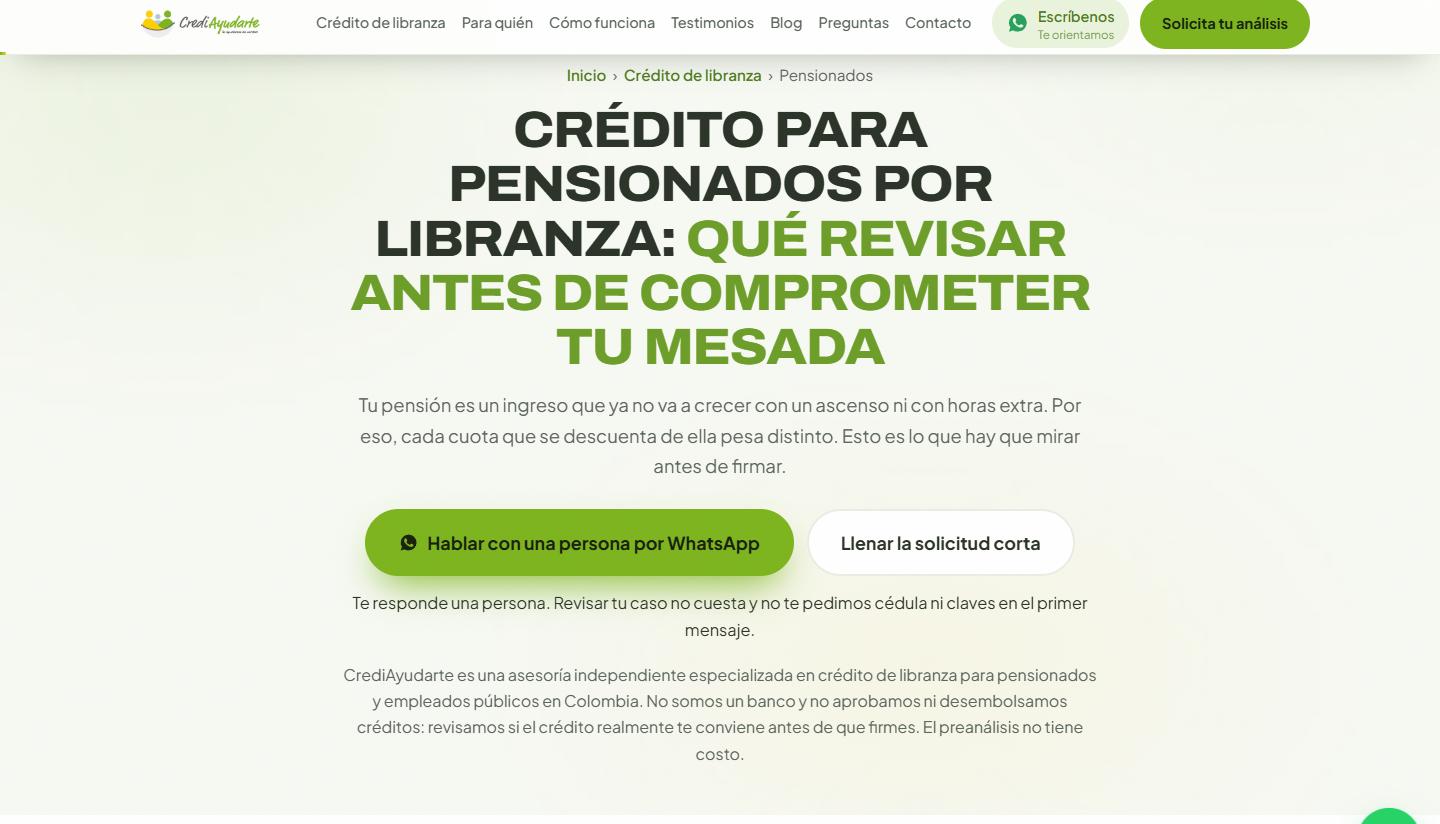 CrediAyudarte
Crédito de libranza
Para quién
Cómo funciona
Testimonios
Blog
Preguntas
Contacto
Escríbenos
Te orientamos
Solicita tu análisis
Inicio › Crédito de libranza › Pensionados
CRÉDITO PARA
PENSIONADOS POR
LIBRANZA: QUÉ REVISAR
ANTES DE COMPROMETER
TU MESADA
Tu pensión es un ingreso que ya no va a crecer con un ascenso ni con horas extra. Por
eso, cada cuota que se descuenta de ella pesa distinto. Esto es lo que hay que mirar
antes de firmar.
Hablar con una persona por WhatsApp
Llenar la solicitud corta
Te responde una persona. Revisar tu caso no cuesta y no te pedimos cédula ni claves en el primer
mensaje.
CrediAyudarte es una asesoría independiente especializada en crédito de libranza para pensionados
y empleados públicos en Colombia. No somos un banco y no aprobamos ni desembolsamos
créditos: revisamos si el crédito realmente te conviene antes de que firmes. El preanálisis no tiene
costo.